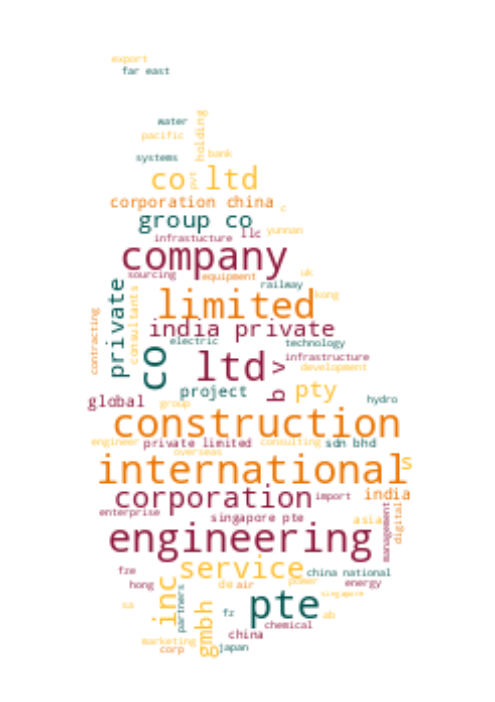 export
far east
water
holding
pacific
systems
bank
co ltd
pvt
corporation china
c
group co
yunnan
infrastucture
llc
company
sourcing
equipment
uk
railway
private
consultants
limited
kong
contracting
india private
electric
technology
co
ltd
>
infrastructure
development
project
b
pty
global
group
hydro
construction
engineer
private limited
consulting
sdn bhd
overseas
international
s
corporation
import
india
enterprise
singapore pte
asia
management
digital
engineering
service
china national
fze
hong
inc
partners
de
air
power
energy
singapore
sa
gmbh
fz
pte
ab
chemical
china
marketing
corp
japan